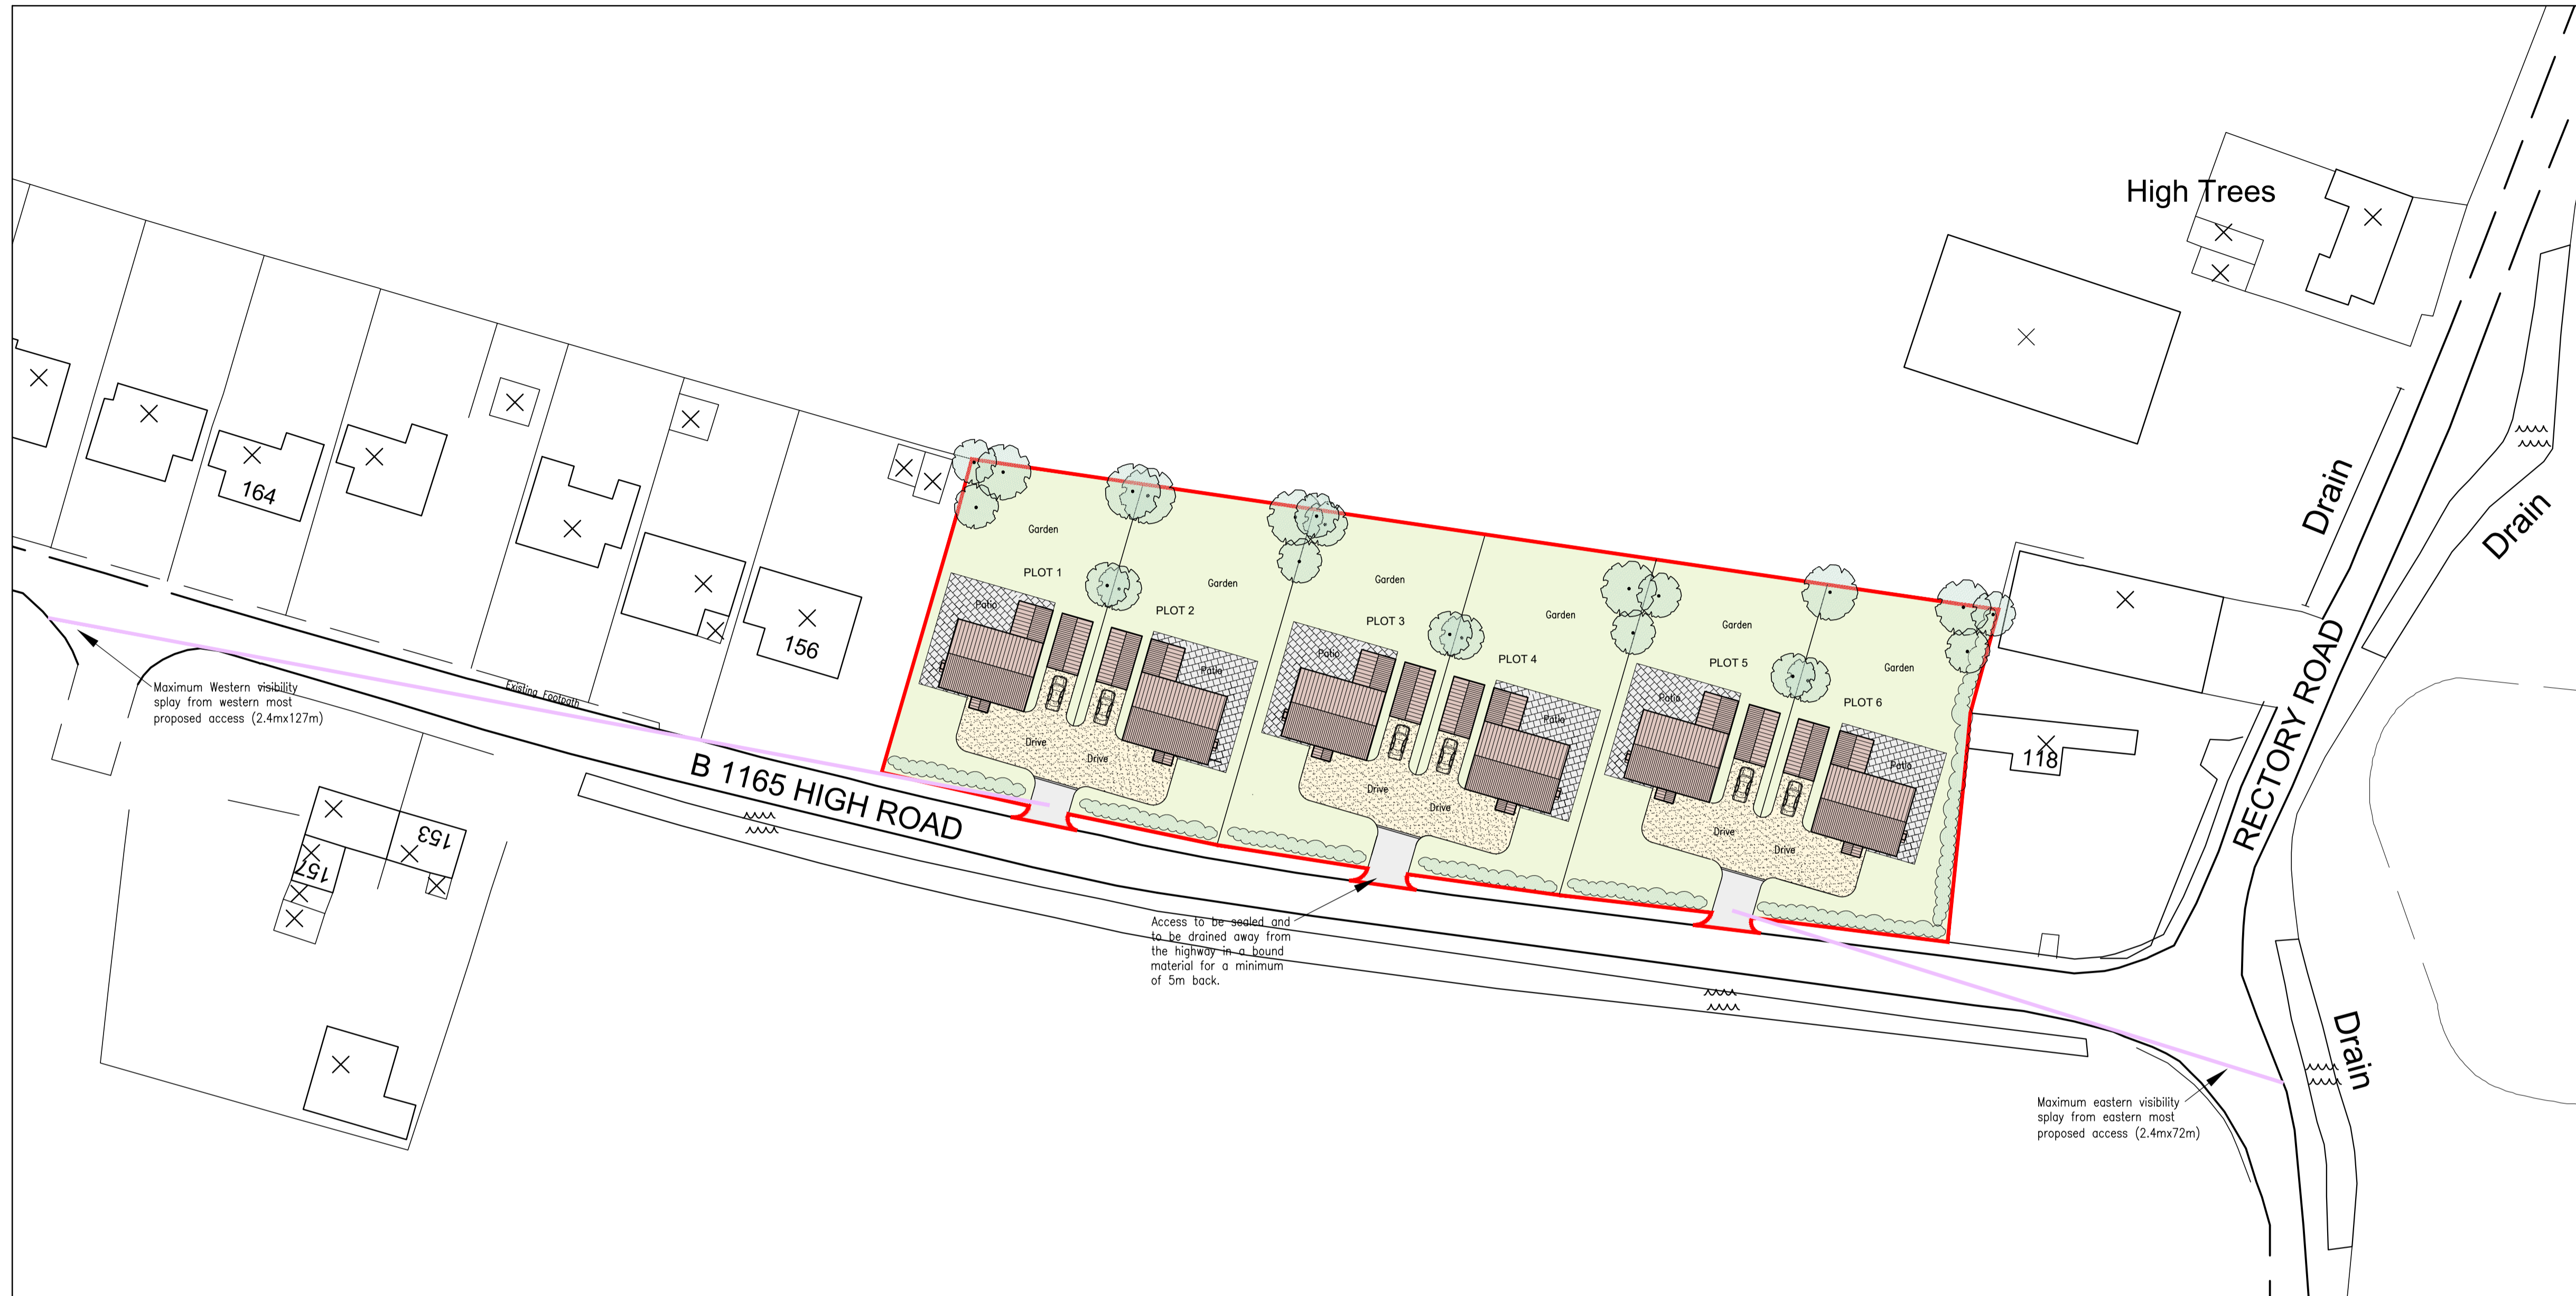 High Trees
164
156
Existing Footpath
Maximum Western visibility
splay from western most
proposed access (2.4mx127m)
153
157
B 1165 HIGH ROAD
Garden
PLOT 1
Patio
Drive
Garden
PLOT 2
Patio
Drive
Garden
PLOT 3
Patio
Drive
Garden
PLOT 4
Patio
Drive
Garden
PLOT 5
Patio
Drive
Garden
PLOT 6
Patio
Drive
118
Drain
Drain
RECTORY ROAD
Access to be sealed and
to be drained away from
the highway in a bound
material for a minimum
of 5m back.
Drain
Maximum eastern visibility
splay from eastern most
proposed access (2.4mx72m)